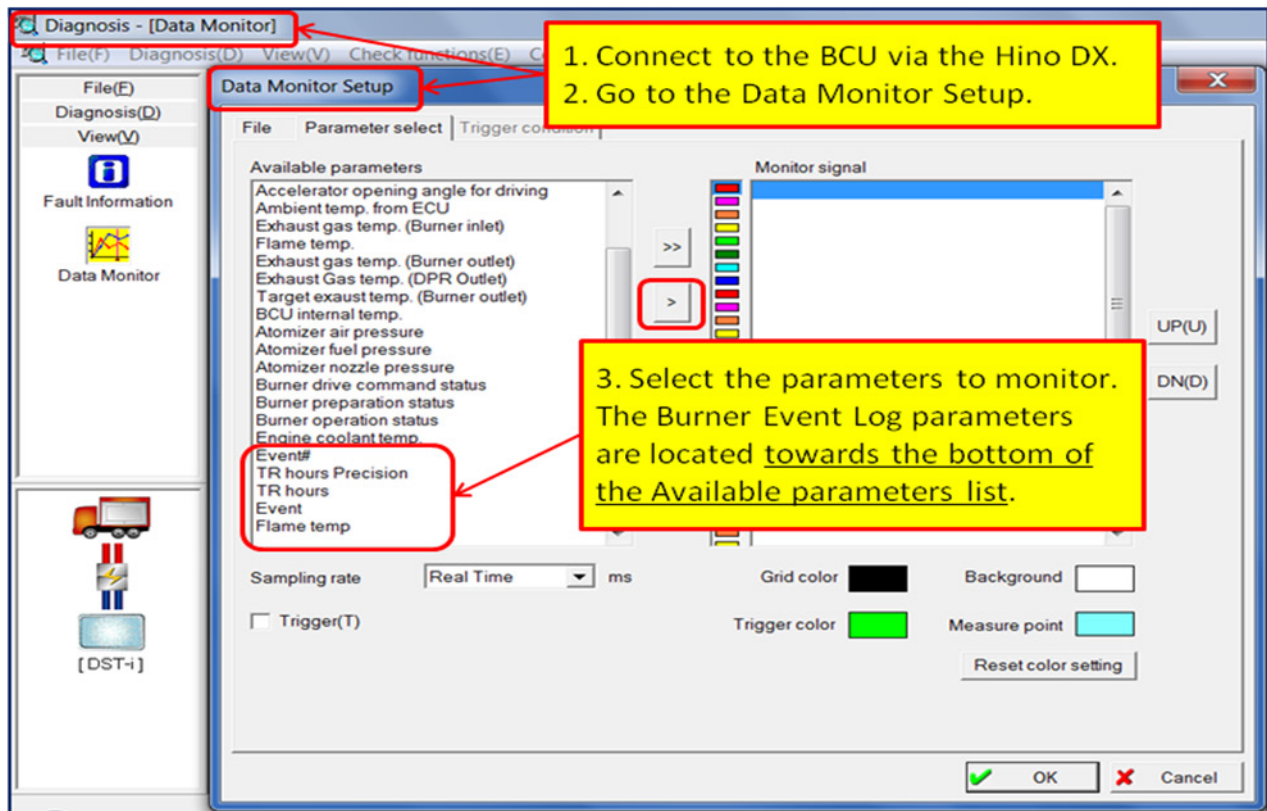 Diagnosis - [Data Monitor]
File(F) Diagnosis(D) View(V) Check functions(E)
1. Connect to the BCU via the Hino DX.
2. Go to the Data Monitor Setup.
File(F)
Diagnosis(D)
View(V)
Fault Information
Data Monitor
[DST-i]
Data Monitor Setup
File Parameter select Trigger condition
Available parameters
Accelerator opening angle for driving
Ambient temp. from ECU
Exhaust gas temp. (Burner inlet)
Flame temp.
Exhaust gas temp. (Burner outlet)
Exhaust Gas temp. (DPR Outlet)
Target exaust temp. (Burner outlet)
BCU internal temp.
Atomizer air pressure
Atomizer fuel pressure
Atomizer nozzle pressure
Burner drive command status
Burner preparation status
Burner operation status
Engine coolant temp.
Event#
TR hours Precision
TR hours
Event
Flame temp
>>
>
Monitor signal
UP(U)
DN(D)
3. Select the parameters to monitor.
The Burner Event Log parameters
are located towards the bottom of
the Available parameters list.
Sampling rate Real Time ms
Trigger(T)
Grid color Background
Trigger color Measure point
Reset color setting
OK Cancel